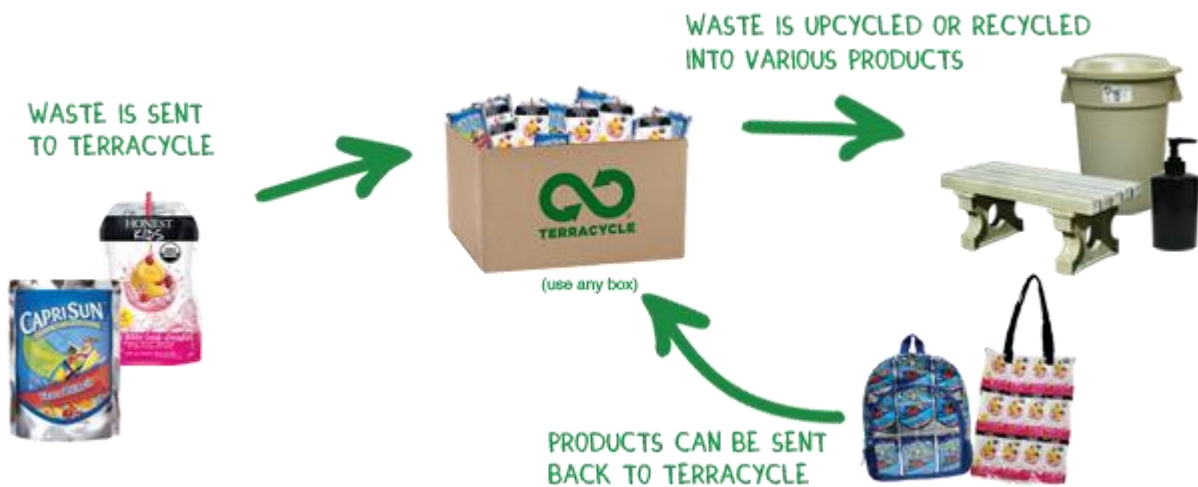 WASTE IS UPCYCLED OR RECYCLED
INTO VARIOUS PRODUCTS
WASTE IS SENT
TO TERRACYCLE
HONEST
KIDS
CAPRISUN
TERRACYCLE
(use any box)
PRODUCTS CAN BE SENT
BACK TO TERRACYCLE